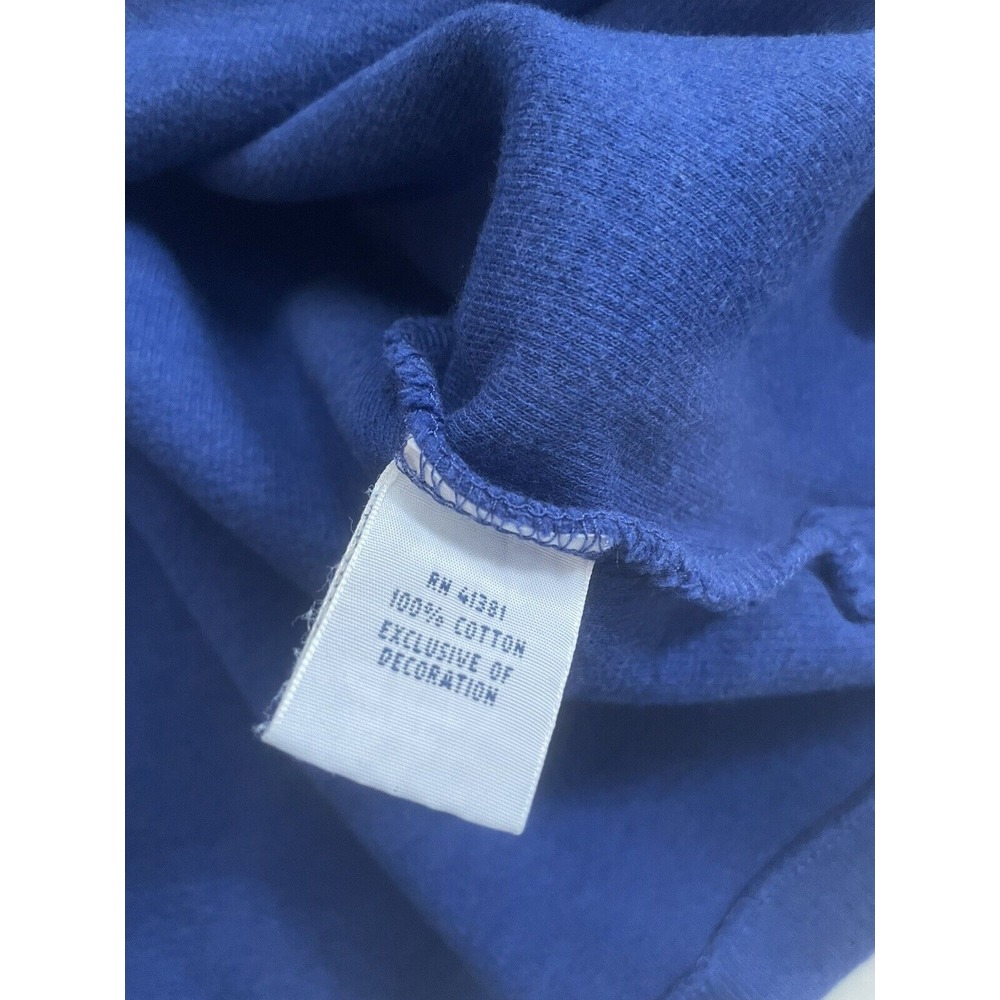 RN 41381
100% COTTON
EXCLUSIVE OF
DECORATION